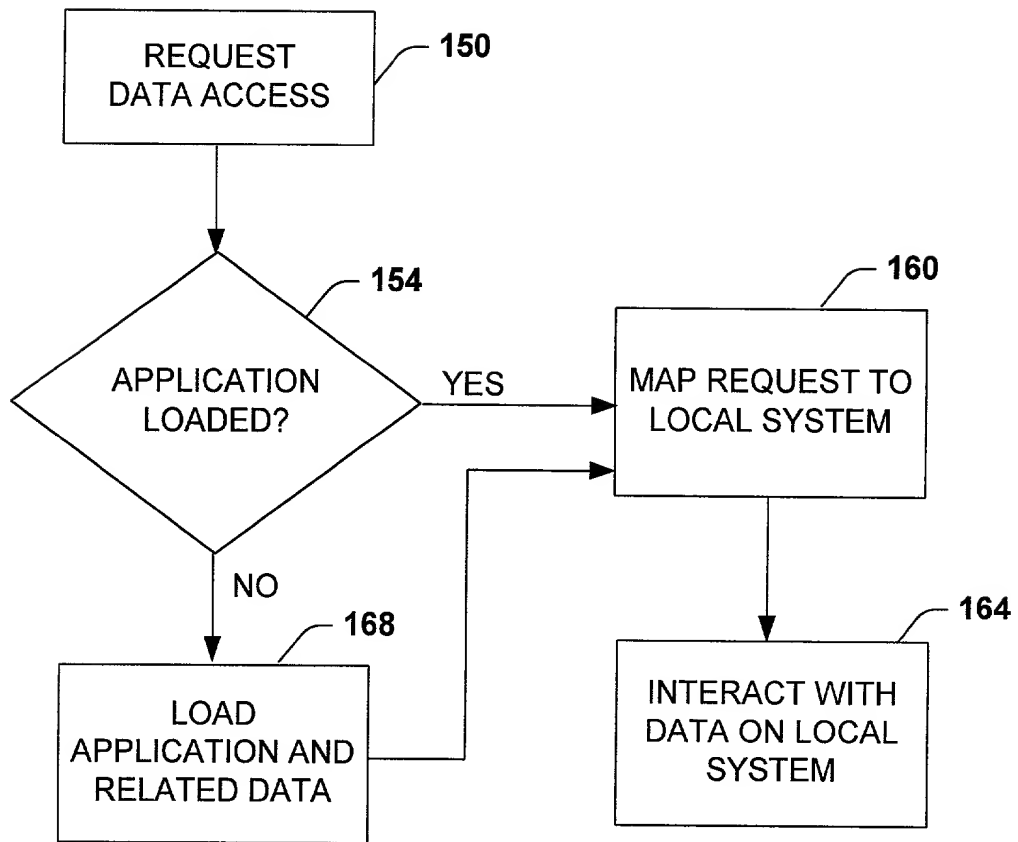 REQUEST
DATA ACCESS
150
154
APPLICATION
LOADED?
YES
NO
160
MAP REQUEST TO
LOCAL SYSTEM
168
LOAD
APPLICATION AND
RELATED DATA
164
INTERACT WITH
DATA ON LOCAL
SYSTEM